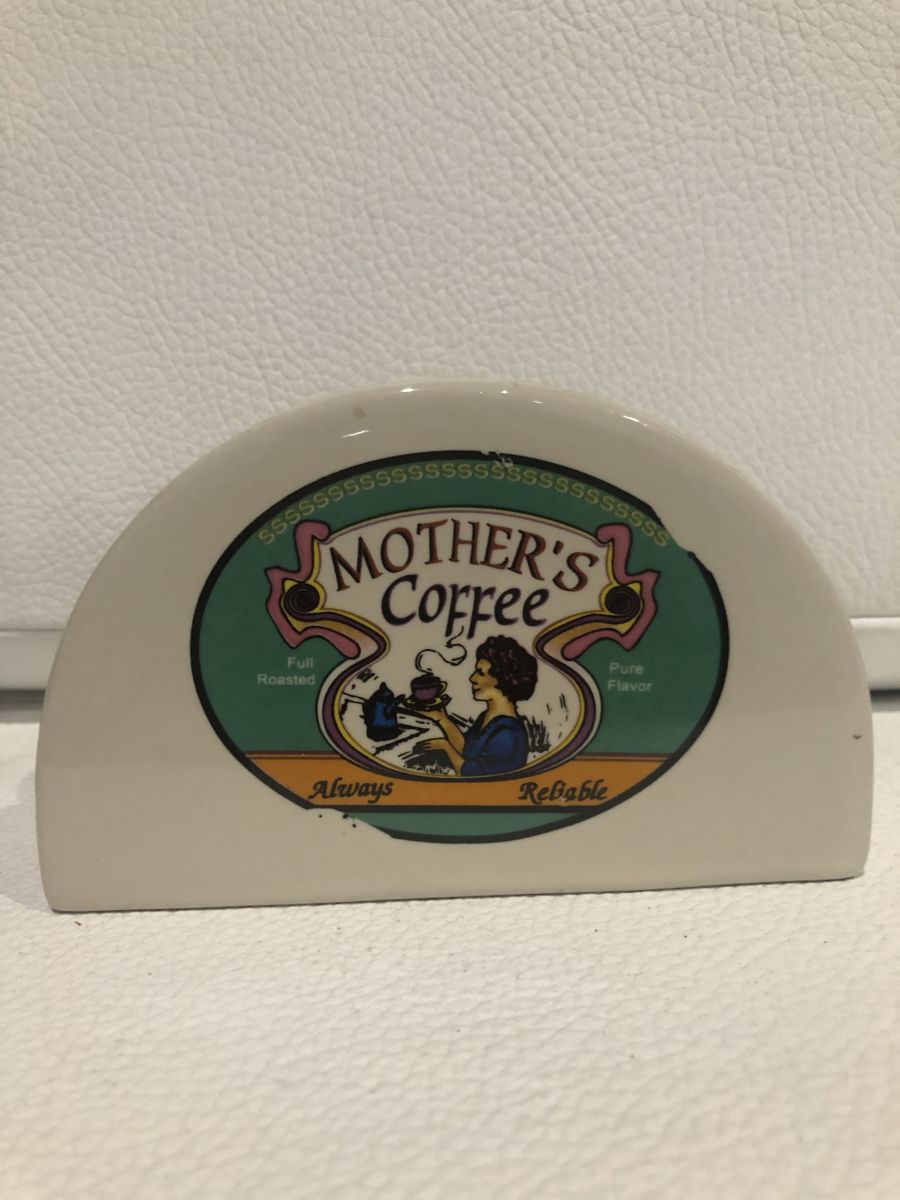 MOTHER'S
Coffee
Full
Roasted
Pure
Flavor
Always
Reliable